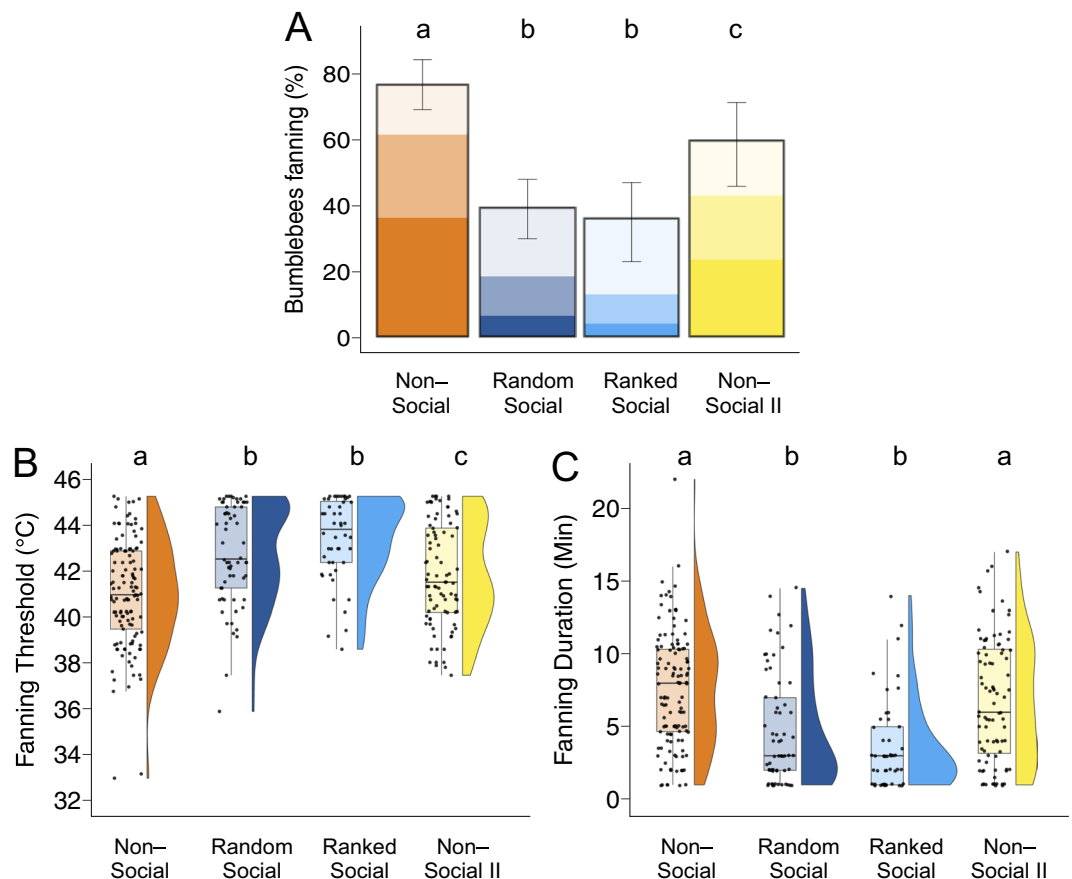 A
a b b c
Bumblebees fanning (%)
80
60
40
20
0
Non–
Social
Random
Social
Ranked
Social
Non–
Social II
B
a b b c
Fanning Threshold (°C)
46
44
42
40
38
36
34
32
Non–
Social
Random
Social
Ranked
Social
Non–
Social II
C
a b b a
Fanning Duration (Min)
20
15
10
5
0
Non–
Social
Random
Social
Ranked
Social
Non–
Social II